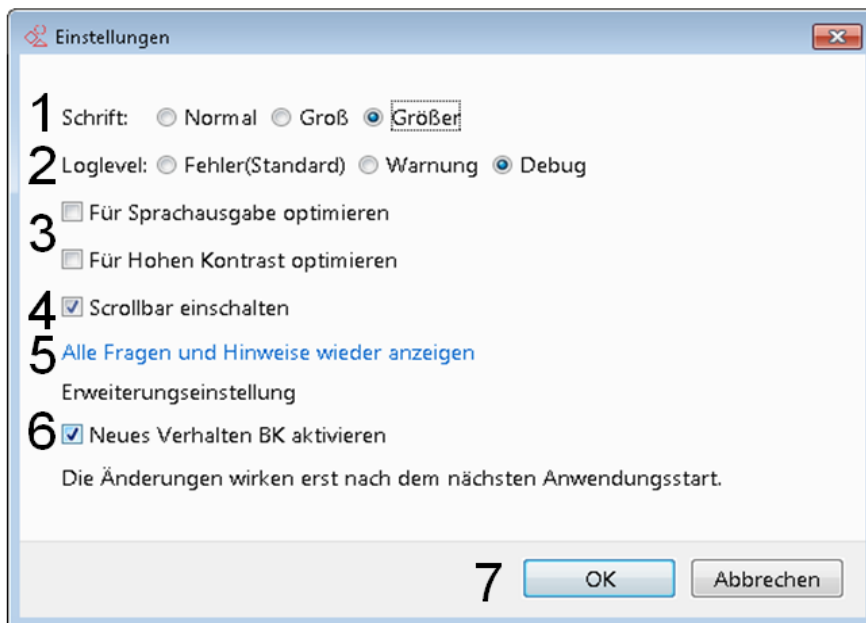 Einstellungen
1 Schrift: Normal Groß Größer
2 Loglevel: Fehler(Standard) Warnung Debug
3 Für Sprachausgabe optimieren
Für Hohen Kontrast optimieren
4 Scrollbar einschalten
5 Alle Fragen und Hinweise wieder anzeigen
Erweiterungseinstellung
6 Neues Verhalten BK aktivieren
Die Änderungen wirken erst nach dem nächsten Anwendungsstart.
7 OK Abbrechen